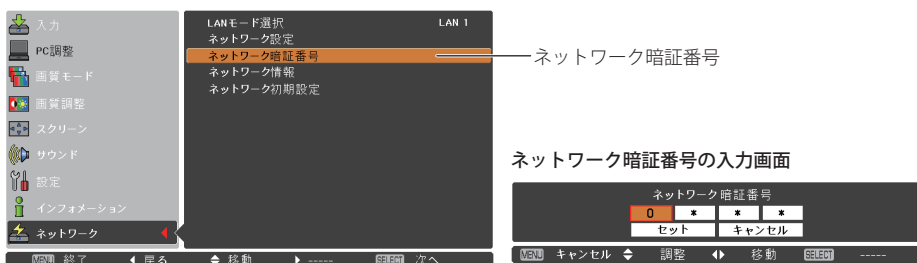 入力
PC調整
画質モード
画質調整
スクリーン
サウンド
設定
インフォメーション
ネットワーク
LANモード選択 LAN 1
ネットワーク設定
ネットワーク暗証番号
ネットワーク情報
ネットワーク初期設定
MENU 終了 戻る 移動 ----- SELECT 次へ
ネットワーク暗証番号
ネットワーク暗証番号の入力画面
ネットワーク暗証番号
0 * * *
セット キャンセル
MENU キャンセル 調整 移動 SELECT -----